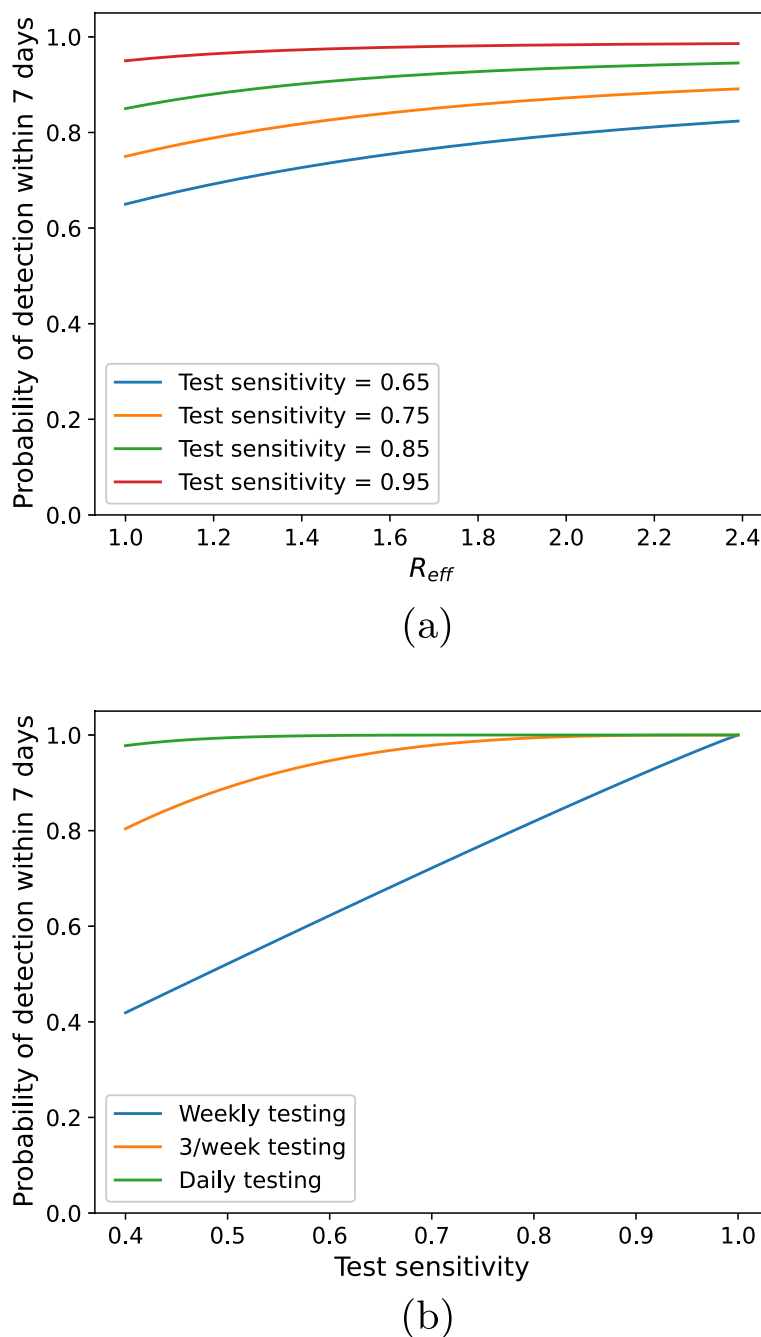 Probability of detection within 7 days
1.0
0.8
0.6
0.4
0.2
0.0
Test sensitivity = 0.65
Test sensitivity = 0.75
Test sensitivity = 0.85
Test sensitivity = 0.95
1.0 1.2 1.4 1.6 1.8 2.0 2.2 2.4
R_eff
(a)
Probability of detection within 7 days
1.0
0.8
0.6
0.4
0.2
0.0
Weekly testing
3/week testing
Daily testing
0.4 0.5 0.6 0.7 0.8 0.9 1.0
Test sensitivity
(b)